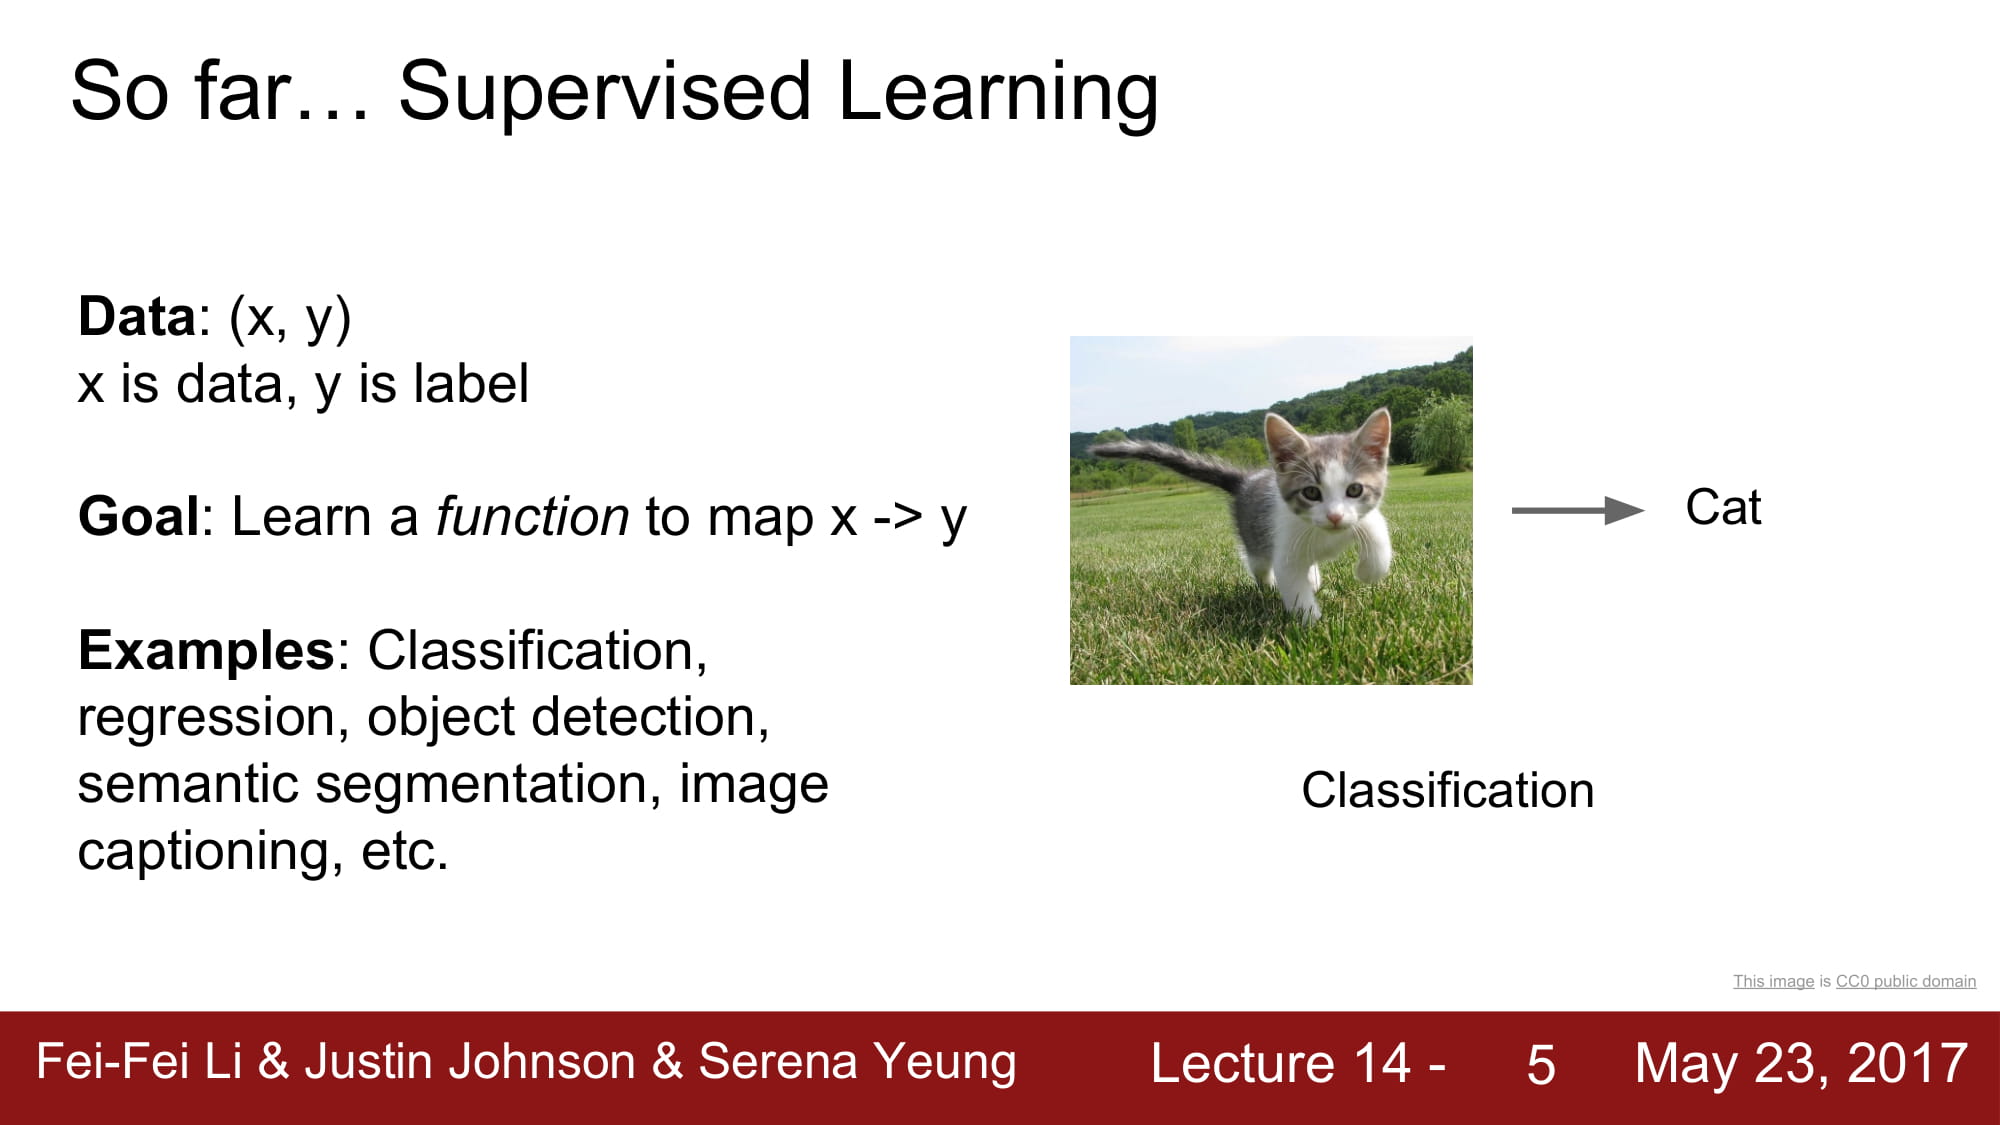 So far… Supervised Learning
Data: (x, y)
x is data, y is label
Goal: Learn a function to map x -> y
Examples: Classification,
regression, object detection,
semantic segmentation, image
captioning, etc.
Cat
Classification
This image is CC0 public domain
Fei-Fei Li & Justin Johnson & Serena Yeung Lecture 14 - 5 May 23, 2017